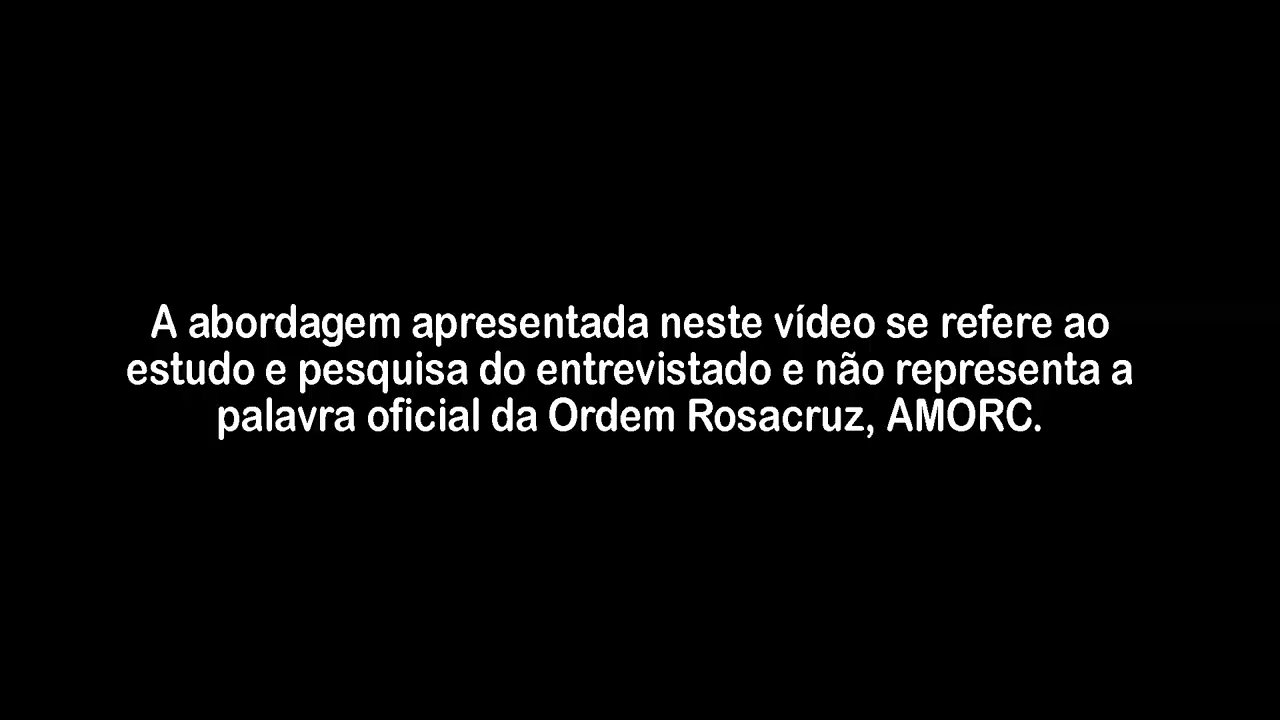 A abordagem apresentada neste vídeo se refere ao
estudo e pesquisa do entrevistado e não representa a
palavra oficial da Ordem Rosacruz, AMORC.